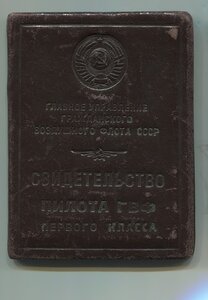 ГЛАВНОЕ УПРАВЛЕНИЕ
ГРАЖДАНСКОГО
ВОЗДУШНОГО ФЛОТА СССР
СВИДЕТЕЛЬСТВО
ПИЛОТА ГВФ
ПЕРВОГО КЛАССА